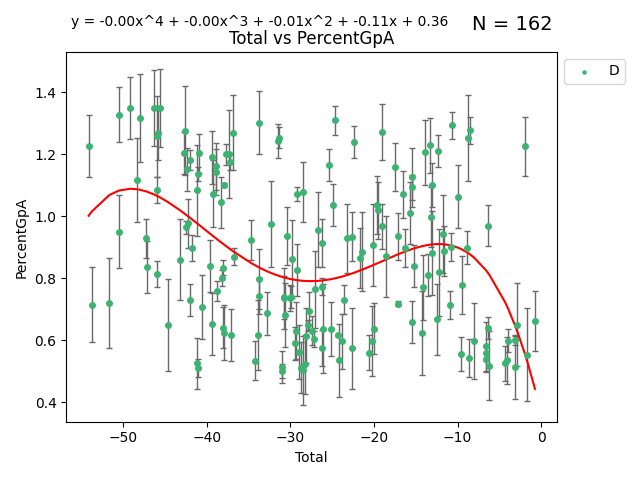 y = -0.00x^4 + -0.00x^3 + -0.01x^2 + -0.11x + 0.36
N = 162
Total vs PercentGpA
D
PercentGpA
1.4
1.2
1.0
0.8
0.6
0.4
−50
−40
−30
−20
−10
0
Total